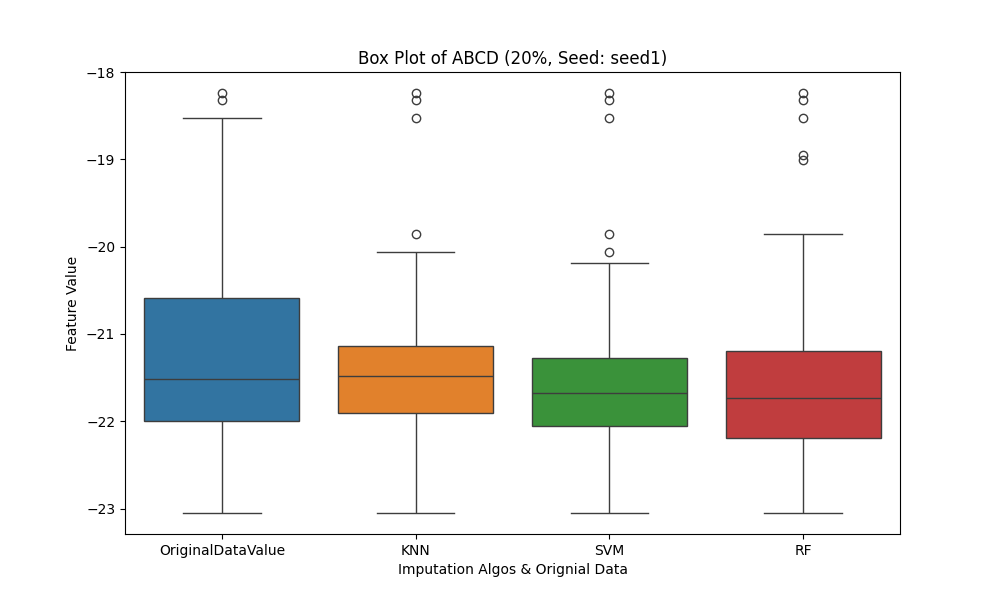 Box Plot of ABCD (20%, Seed: seed1)
Feature Value
−18
−19
−20
−21
−22
−23
OriginalDataValue KNN SVM RF
Imputation Algos & Orignial Data